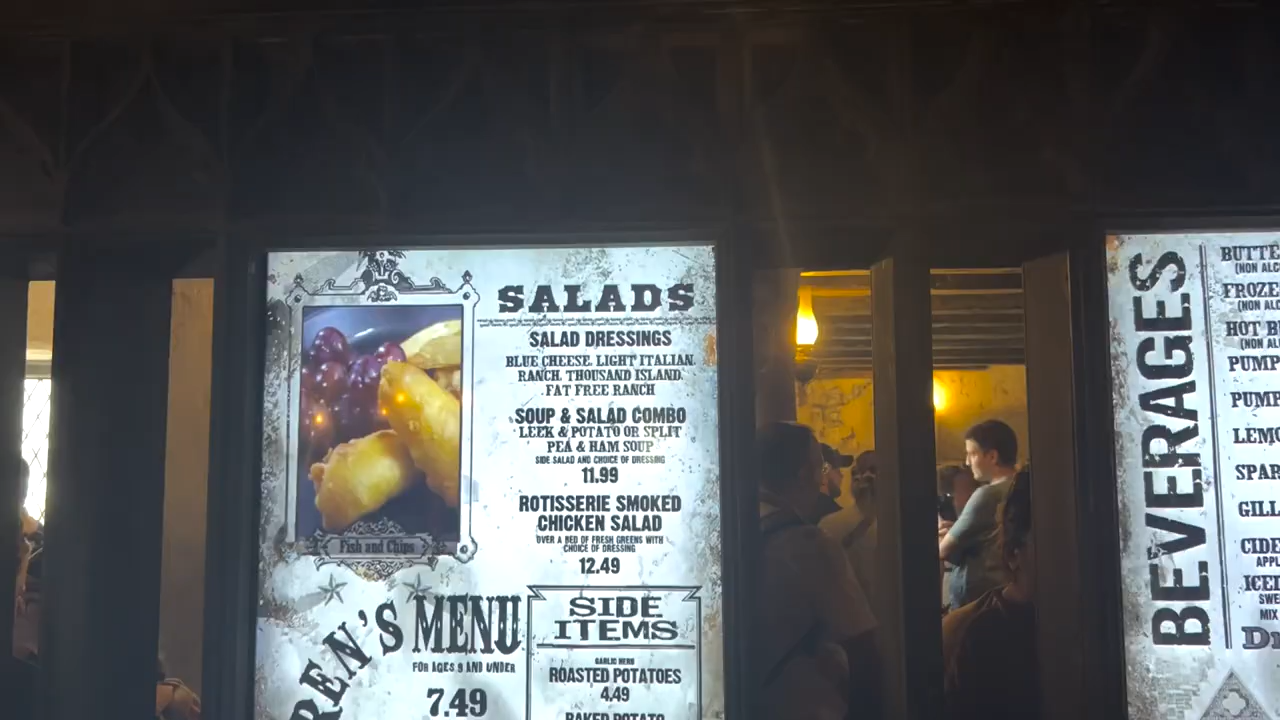 SALADS
SALAD DRESSINGS
BLUE CHEESE, LIGHT ITALIAN,
RANCH, THOUSAND ISLAND,
FAT FREE RANCH
SOUP & SALAD COMBO
LEEK & POTATO OR SPLIT
PEA & HAM SOUP
SIDE SALAD AND CHOICE OF DRESSING
11.99
ROTISSERIE SMOKED
CHICKEN SALAD
OVER A BED OF FRESH GREENS WITH
CHOICE OF DRESSING
12.49
Fish and Chips
REN'S MENU
FOR AGES 9 AND UNDER
7.49
SIDE
ITEMS
GARLIC HERB
ROASTED POTATOES
4.49
BAKED POTATO
BEVERAGES
BUTTE
(NON ALC
FROZE
(NON ALC
HOT B
(NON AL
PUMP
PUMP
LEMO
SPAR
GILL
CIDE
APPL
ICED
SWE
MIX